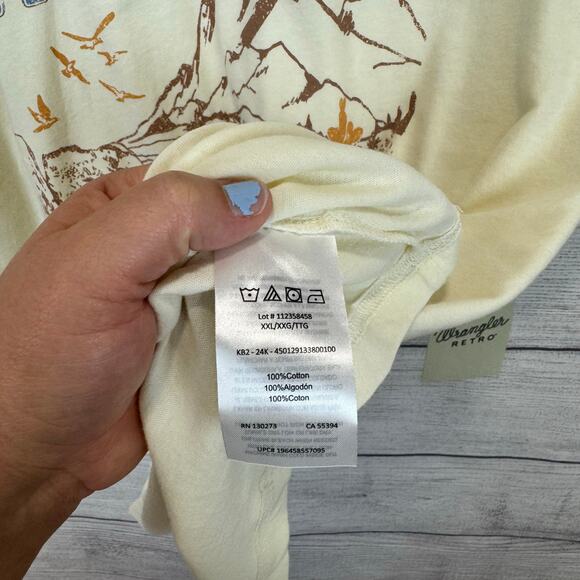 Lot # 112358458
XXL/XXG/TTG
KB2 - 24K - 450129133800100
100%Cotton
100%Algodón
100%Coton
RN 130273 CA 55394
UPC# 196458557095
Wrangler
RETRO